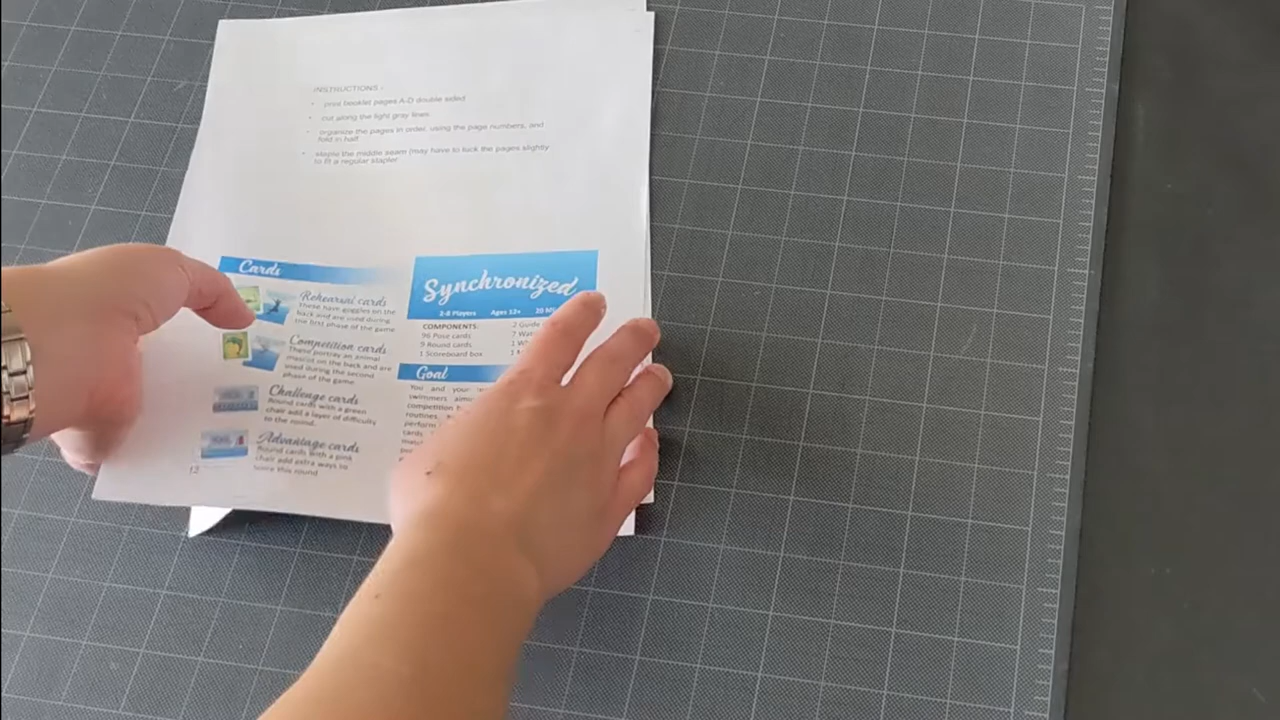 INSTRUCTIONS -
• print booklet pages A-D double sided
• cut along the light gray lines
• organize the pages in order, using the page numbers, and
fold in half
• staple the middle seam (may have to tuck the pages slightly
to fit a regular stapler
Cards
Rehearsal cards
These have goggles on the
back and are used during
the first phase of the game
Competition cards
These portray an animal
mascot on the back and are
used during the second
phase of the game.
Challenge cards
Round cards with a green
chair add a layer of difficulty
to the round.
Advantage cards
Round cards with a pink
chair add extra ways to
score this round
12
Synchronized
2-8 Players Ages 12+ 20
COMPONENTS:
96 Pose cards
9 Round cards
1 Scoreboard box
2 Guide
7
1
1
Goal
You and your
swimmers
competition
routines,
perform
cards